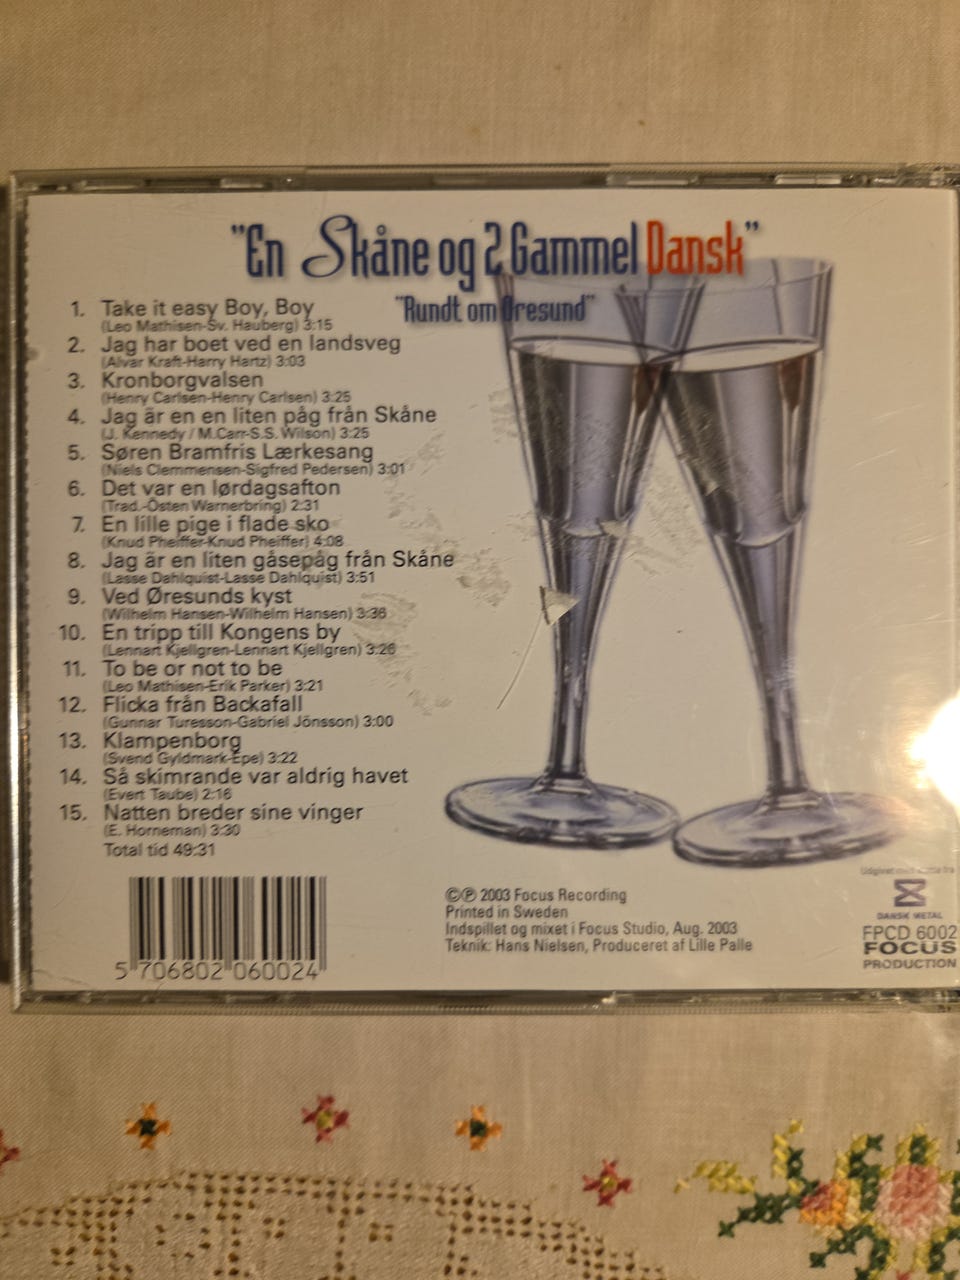 "En Skåne og 2 Gammel Dansk"
"Rundt om Øresund"
1. Take it easy Boy, Boy
(Leo Mathisen-Sv. Hauberg) 3:15
2. Jag har boet ved en landsveg
(Alvar Kraft-Harry Hartz) 3:03
3. Kronborgvalsen
(Henry Carlsen-Henry Carlsen) 3:25
4. Jag är en en liten påg från Skåne
(J. Kennedy / M.Carr-S.S. Wilson) 3:25
5. Søren Bramfris Lærkesang
(Niels Clemmensen-Sigfred Pedersen) 3:01
6. Det var en lørdagsafton
(Trad.-Östen Warnerbring) 2:31
7. En lille pige i flade sko
(Knud Pheiffer-Knud Pheiffer) 4:08
8. Jag är en liten gåsepåg från Skåne
(Lasse Dahlquist-Lasse Dahlquist) 3:51
9. Ved Øresunds kyst
(Wilhelm Hansen-Wilhelm Hansen) 3:36
10. En tripp till Kongens by
(Lennart Kjellgren-Lennart Kjellgren) 3:26
11. To be or not to be
(Leo Mathisen-Erik Parker) 3:21
12. Flicka från Backafall
(Gunnar Turesson-Gabriel Jönsson) 3:00
13. Klampenborg
(Svend Gyldmark-Epe) 3:22
14. Så skimrande var aldrig havet
(Evert Taube) 2:16
15. Natten breder sine vinger
(E. Horneman) 3:30
Total tid 49:31
5 706802 060024
©℗ 2003 Focus Recording
Printed in Sweden
Indspillet og mixet i Focus Studio, Aug. 2003
Teknik: Hans Nielsen, Produceret af Lille Palle
Udgivet
DANSK METAL
FPCD 6002
FOCUS
PRODUCTION